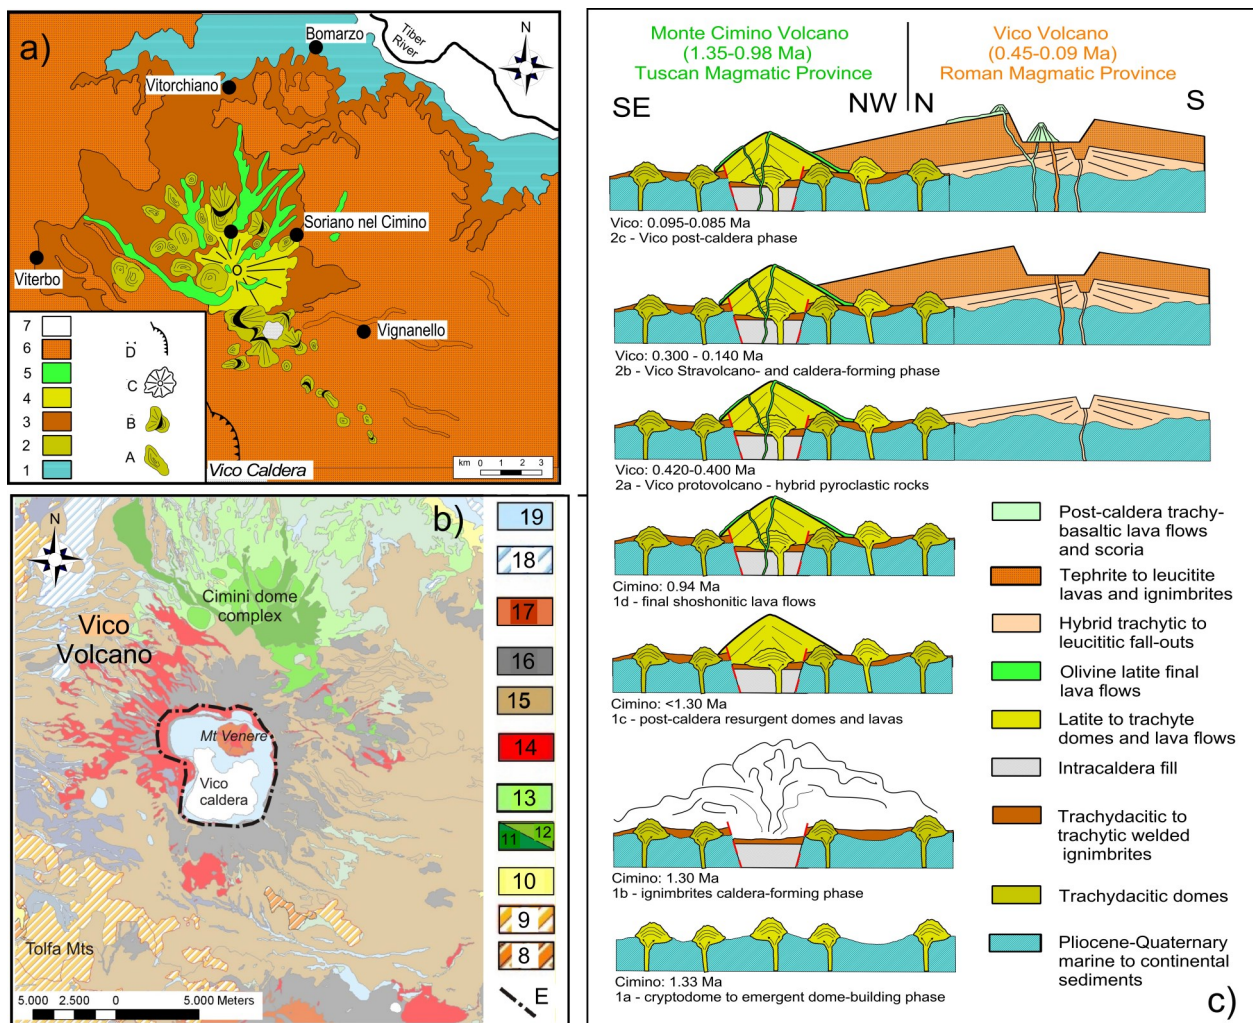 a)
Bomarzo
Tiber
River
N
Vitorchiano
Soriano nel Cimino
Viterbo
Vignanello
7
6
5
4
3
2
1
D
C
B
A
Vico Caldera
km 0 1 2 3
b)
N
Cimini dome
complex
Vico
Volcano
Mt Venere
Vico
caldera
Tolfa Mts
5.000 2.500 0 5.000 Meters
19
18
17
16
15
14
13
11 12
10
9
8
E
Monte Cimino Volcano
(1.35-0.98 Ma)
Tuscan Magmatic Province
Vico Volcano
(0.45-0.09 Ma)
Roman Magmatic Province
SE NW N S
Vico: 0.095-0.085 Ma
2c - Vico post-caldera phase
Vico: 0.300 - 0.140 Ma
2b - Vico Stravolcano- and caldera-forming phase
Vico: 0.420-0.400 Ma
2a - Vico protovolcano - hybrid pyroclastic rocks
Cimino: 0.94 Ma
1d - final shoshonitic lava flows
Cimino: <1.30 Ma
1c - post-caldera resurgent domes and lavas
Cimino: 1.30 Ma
1b - ignimbrites caldera-forming phase
Cimino: 1.33 Ma
1a - cryptodome to emergent dome-building phase
Post-caldera trachy-
basaltic lava flows
and scoria
Tephrite to leucitite
lavas and ignimbrites
Hybrid trachytic to
leucititic fall-outs
Olivine latite final
lava flows
Latite to trachyte
domes and lava flows
Intracaldera fill
Trachydacitic to
trachytic welded
ignimbrites
Trachydacitic domes
Pliocene-Quaternary
marine to continental
sediments
c)